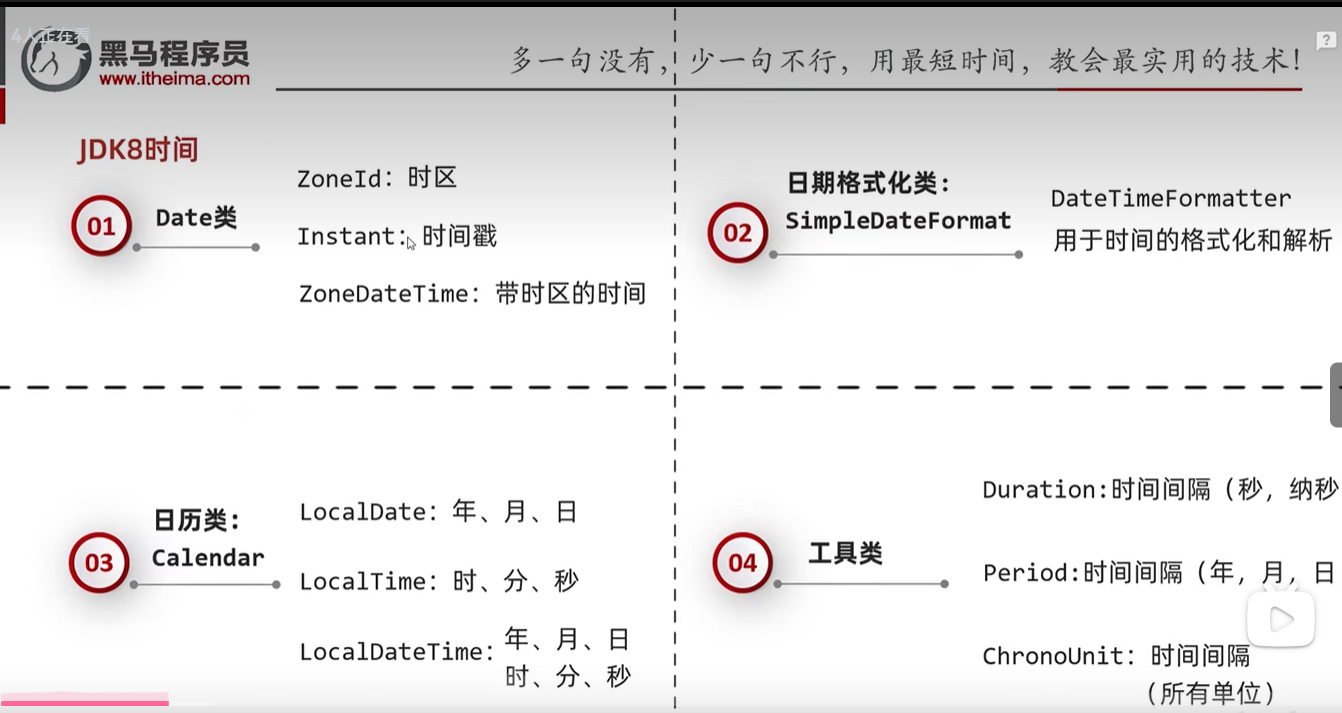 4人正在看
黑马程序员
www.itheima.com
多一句没有，少一句不行，用最短时间，教会最实用的技术！
?
JDK8时间
01
Date类
ZoneId：时区
Instant：时间戳
ZoneDateTime：带时区的时间
02
日期格式化类：
SimpleDateFormat
DateTimeFormatter
用于时间的格式化和解析
03
日历类：
Calendar
LocalDate：年、月、日
LocalTime：时、分、秒
LocalDateTime：年、月、日
时、分、秒
04
工具类
Duration:时间间隔（秒，纳秒
Period:时间间隔（年，月，日
ChronoUnit：时间间隔
（所有单位）